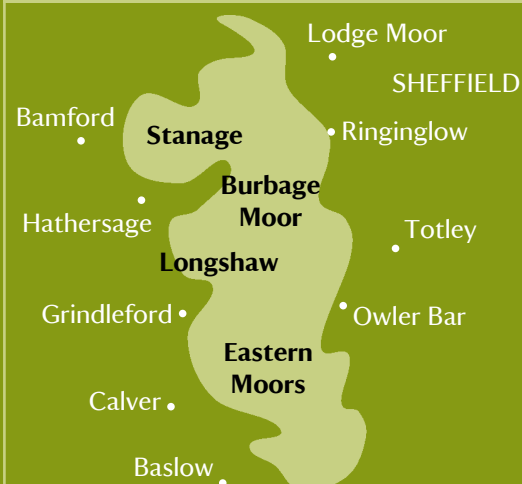 Lodge Moor
SHEFFIELD
Bamford
Stanage
Ringinglow
Burbage
Moor
Hathersage
Totley
Longshaw
Grindleford
Owler Bar
Eastern
Moors
Calver
Baslow